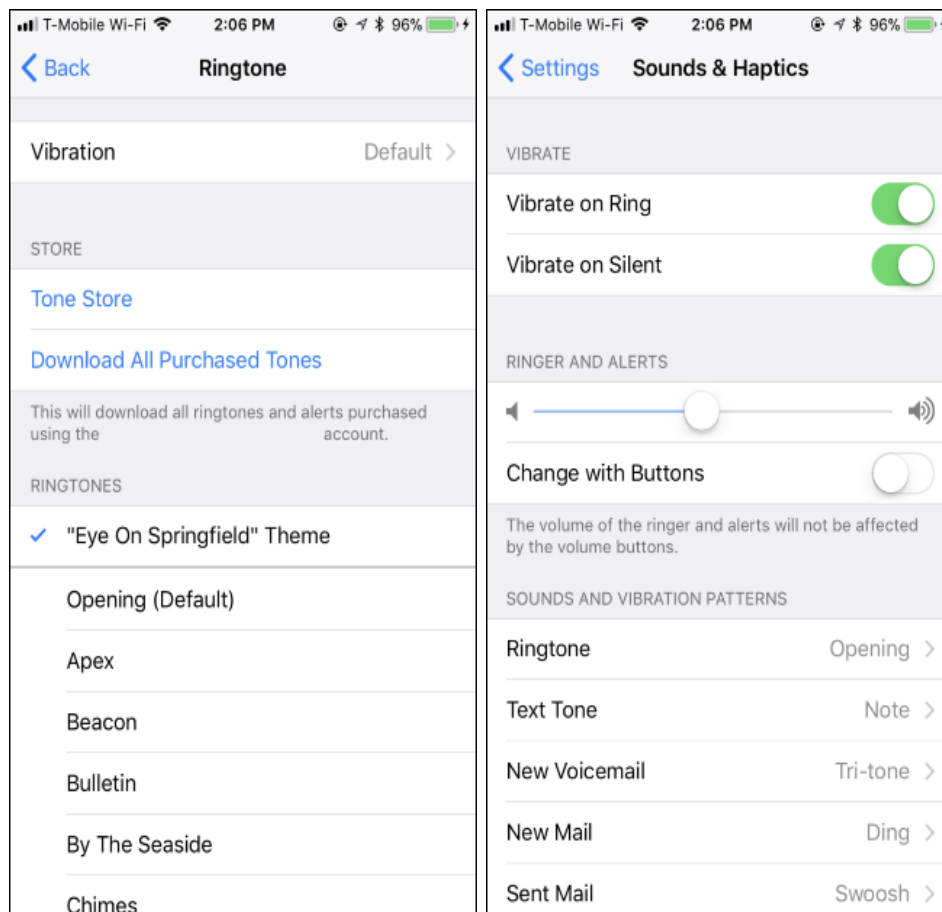 T-Mobile Wi-Fi 2:06 PM 96%
Back Ringtone
Vibration Default
STORE
Tone Store
Download All Purchased Tones
This will download all ringtones and alerts purchased
using the account.
RINGTONES
"Eye On Springfield" Theme
Opening (Default)
Apex
Beacon
Bulletin
By The Seaside
Chimes
T-Mobile Wi-Fi 2:06 PM 96%
Settings Sounds & Haptics
VIBRATE
Vibrate on Ring
Vibrate on Silent
RINGER AND ALERTS
Change with Buttons
The volume of the ringer and alerts will not be affected
by the volume buttons.
SOUNDS AND VIBRATION PATTERNS
Ringtone Opening
Text Tone Note
New Voicemail Tri-tone
New Mail Ding
Sent Mail Swoosh